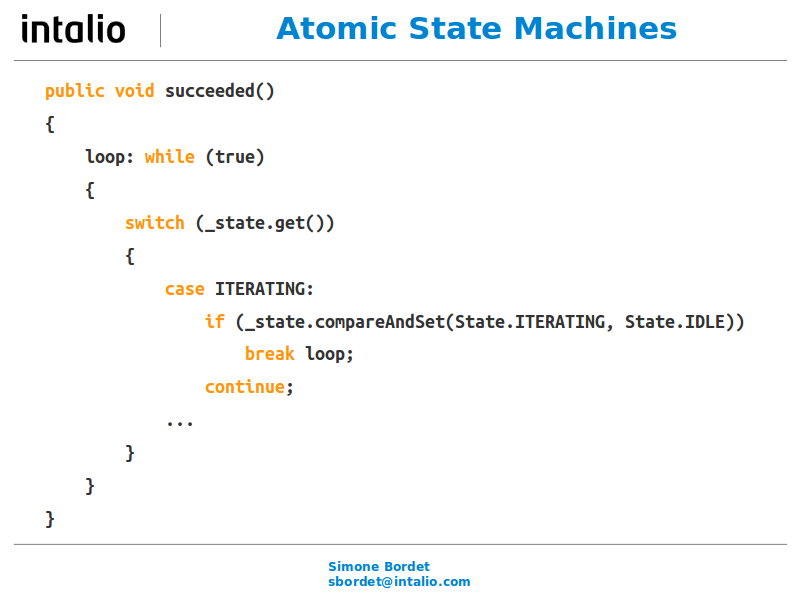 intalio
Atomic State Machines
public void succeeded()
{
    loop: while (true)
    {
        switch (_state.get())
        {
            case ITERATING:
                if (_state.compareAndSet(State.ITERATING, State.IDLE))
                    break loop;
                continue;
            ...
        }
    }
}
Simone Bordet
sbordet@intalio.com